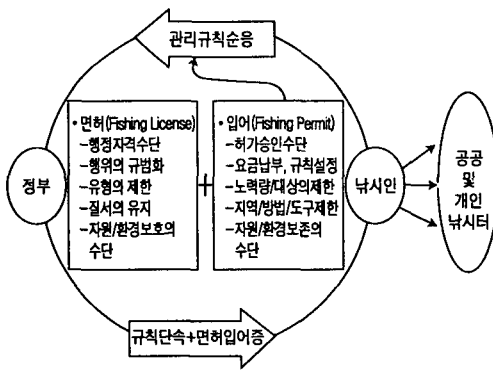 관리규칙순응
• 면허(Fishing License)
–행정자격수단
–행위의 규범화
–유형의 제한
–질서의 유지
–자원/환경보호의
수단
+
• 입어(Fishing Permit)
–허가승인수단
–요금납부, 규칙설정
–노력량/대상의제한
–지역/방법/도구제한
–자원/환경보존의
수단
정부
낚시인
공공
및
개인
낚시터
규칙단속+면허입어증